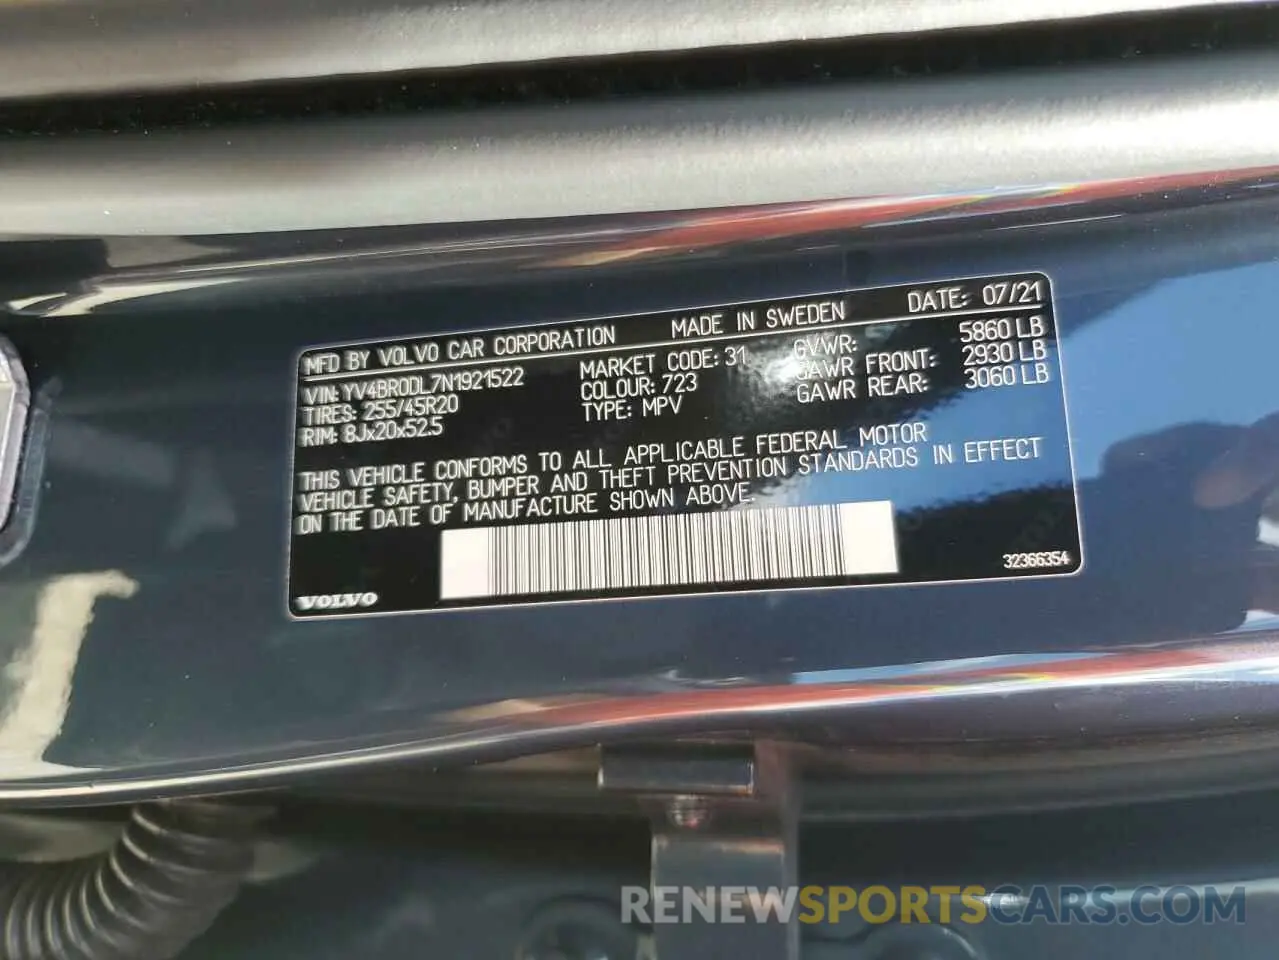 MFD BY VOLVO CAR CORPORATION MADE IN SWEDEN DATE: 07/21
VIN: YV4BR0DL7N1921522 MARKET CODE: 31 GVWR: 5860 LB
TIRES: 255/45R20 COLOUR: 723 GAWR FRONT: 2930 LB
RIM: 8Jx20x52.5 TYPE: MPV GAWR REAR: 3060 LB
THIS VEHICLE CONFORMS TO ALL APPLICABLE FEDERAL MOTOR
VEHICLE SAFETY, BUMPER AND THEFT PREVENTION STANDARDS IN EFFECT
ON THE DATE OF MANUFACTURE SHOWN ABOVE.
32366354
VOLVO
RENEWSPORTSCARS.COM